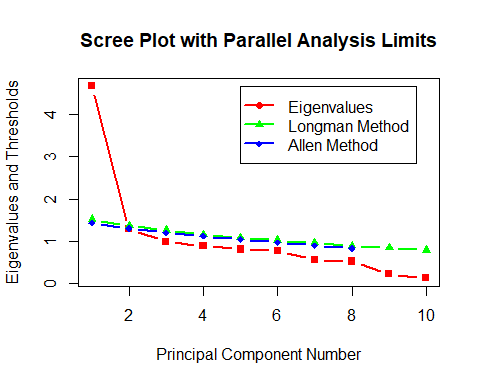 Scree Plot with Parallel Analysis Limits
Eigenvalues and Thresholds
4
3
2
1
0
Eigenvalues
Longman Method
Allen Method
2 4 6 8 10
Principal Component Number